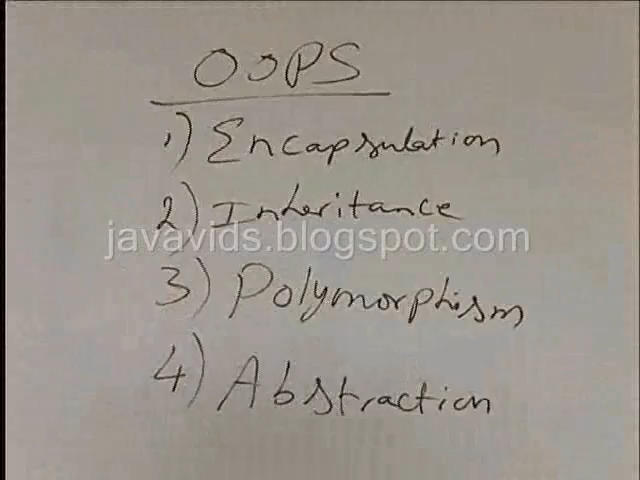 OOPS
1) Encapsulation
2) Inheritance
javavids.blogspot.com
3) Polymorphism
4) Abstraction